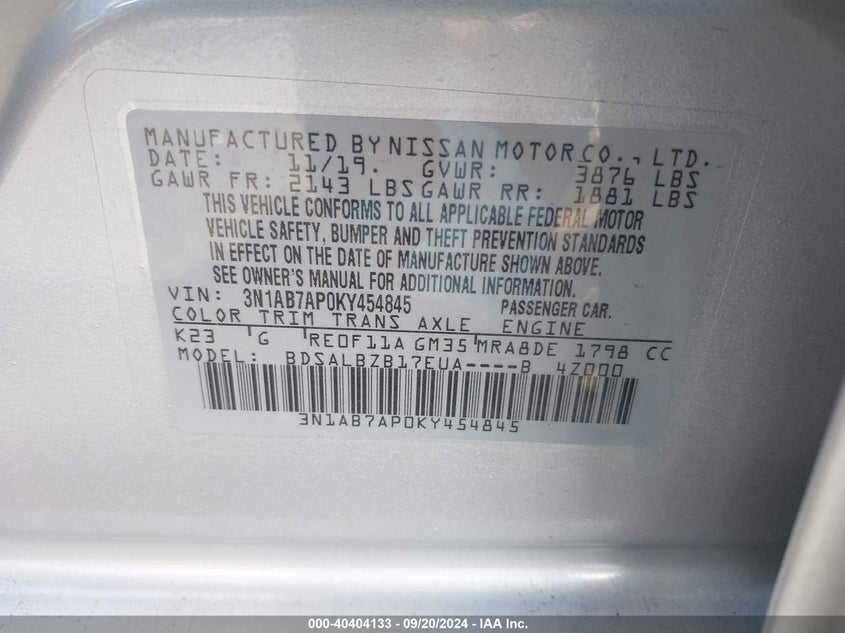 MANUFACTURED BY NISSAN MOTOR CO., LTD.
DATE: 11/19. GVWR: 3876 LBS
GAWR FR: 2143 LBS GAWR RR: 1881 LBS
THIS VEHICLE CONFORMS TO ALL APPLICABLE FEDERAL MOTOR
VEHICLE SAFETY, BUMPER AND THEFT PREVENTION STANDARDS
IN EFFECT ON THE DATE OF MANUFACTURE SHOWN ABOVE.
SEE OWNER'S MANUAL FOR ADDITIONAL INFORMATION.
VIN: 3N1AB7AP0KY454845 PASSENGER CAR.
COLOR TRIM TRANS AXLE ENGINE
K23 G RE0F11A GM35 MRA8DE 1798 CC
MODEL: BDSALBZB17EUA----B 4Z000
3N1AB7AP0KY454845
000-40404133 - 09/20/2024 - IAA Inc.